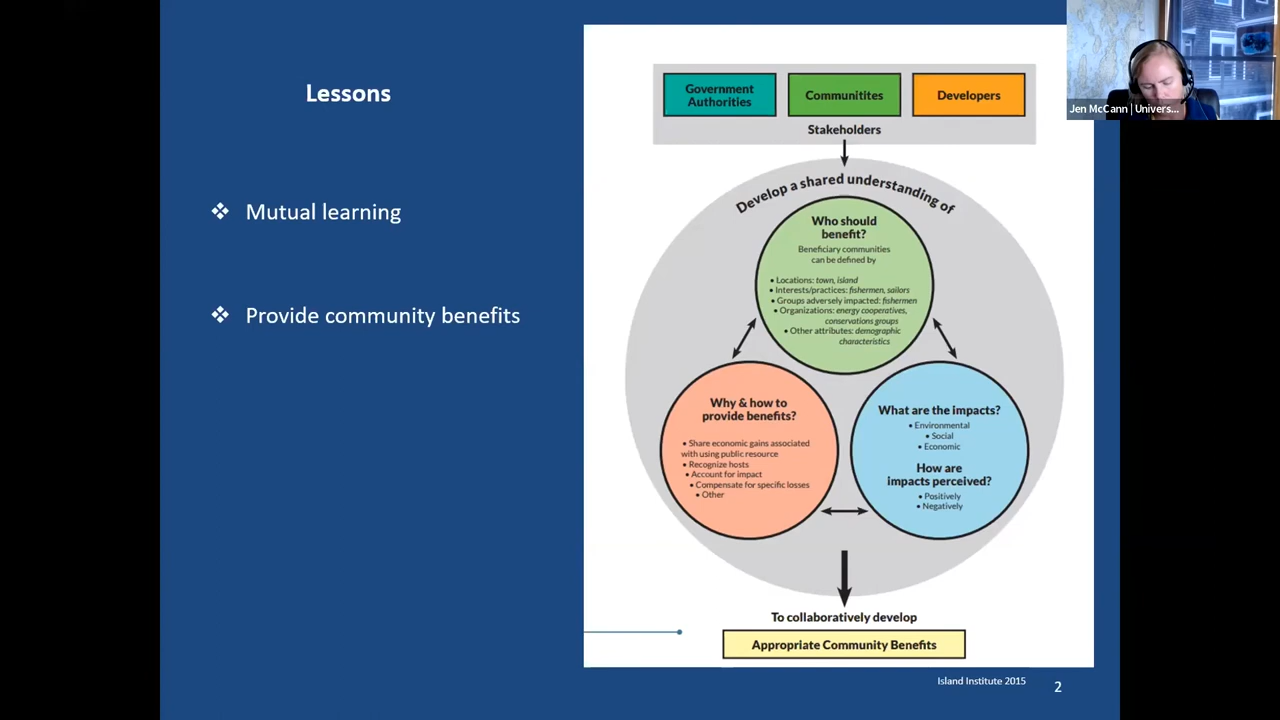 Lessons
❖ Mutual learning
❖ Provide community benefits
Government
Authorities
Communitites
Developers
Stakeholders
Develop a shared understanding of
Who should
benefit?
Beneficiary communities
can be defined by
• Locations: town, island
• Interests/practices: fishermen, sailors
• Groups adversely impacted: fishermen
• Organizations: energy cooperatives,
conservations groups
• Other attributes: demographic
characteristics
Why & how to
provide benefits?
• Share economic gains associated
with using public resource
• Recognize hosts
• Account for impact
• Compensate for specific losses
• Other
What are the impacts?
• Environmental
• Social
• Economic
How are
impacts perceived?
• Positively
• Negatively
To collaboratively develop
Appropriate Community Benefits
Island Institute 2015
2
Jen McCann | Univers...